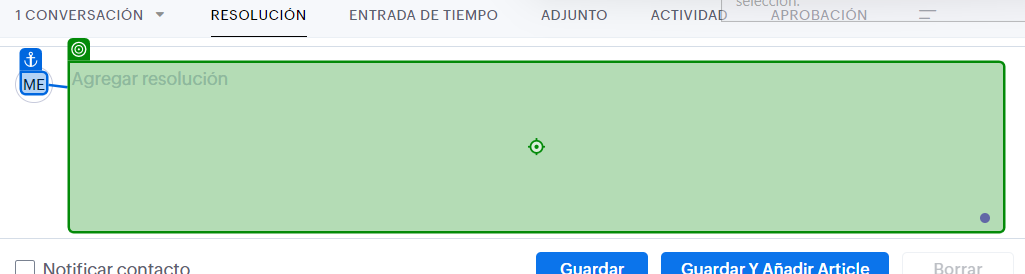 selección.
1 CONVERSACIÓN RESOLUCIÓN ENTRADA DE TIEMPO ADJUNTO ACTIVIDAD APROBACIÓN
ME Agregar resolución
Notificar contacto Guardar Guardar Y Añadir Article Borrar